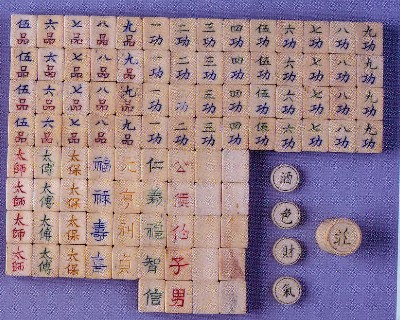 伍品 六品 七品 八品 九品 一功 二功 三功 四功 伍功 六功 七功 八功 九功
伍品 六品 七品 八品 九品 一功 二功 三功 四功 伍功 六功 七功 八功 九功
伍品 六品 七品 八品 九品 一功 二功 三功 四功 伍功 六功 七功 八功 九功
伍品 六品 七品 八品 九品 一功 二功 三功 四功 伍功 六功 七功 八功 九功
太師 太傅 太保 福 元 仁 公
太師 太傅 太保 祿 亨 義 侯
太師 太傅 太保 壽 利 禮 伯
太師 太傅 太保 喜 貞 智 子
信 男
酒
色
財
氣